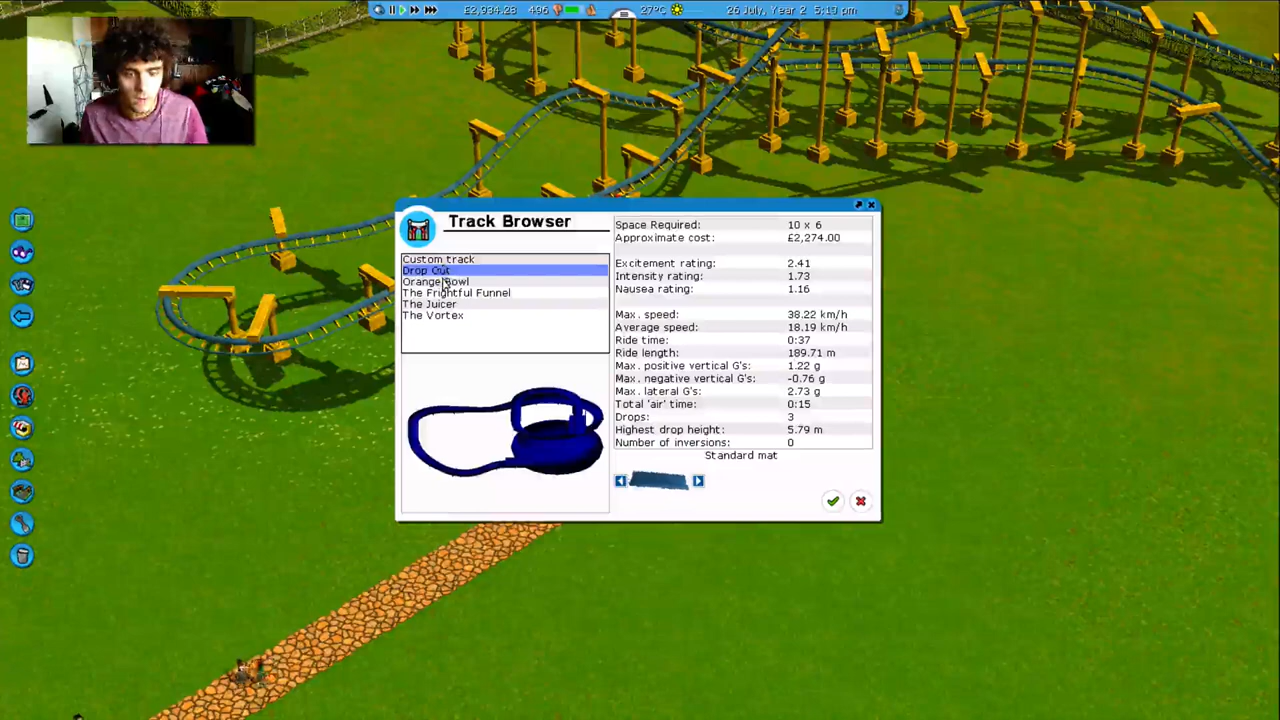 £2,934.23 496 27°C 26 July, Year 2 5:13 pm
Track Browser
Custom track
Drop Out
Orange Bowl
The Frightful Funnel
The Juicer
The Vortex
Space Required: 10 x 6
Approximate cost: £2,274.00
Excitement rating: 2.41
Intensity rating: 1.73
Nausea rating: 1.16
Max. speed: 38.22 km/h
Average speed: 18.19 km/h
Ride time: 0:37
Ride length: 189.71 m
Max. positive vertical G's: 1.22 g
Max. negative vertical G's: -0.76 g
Max. lateral G's: 2.73 g
Total 'air' time: 0:15
Drops: 3
Highest drop height: 5.79 m
Number of inversions: 0
Standard mat